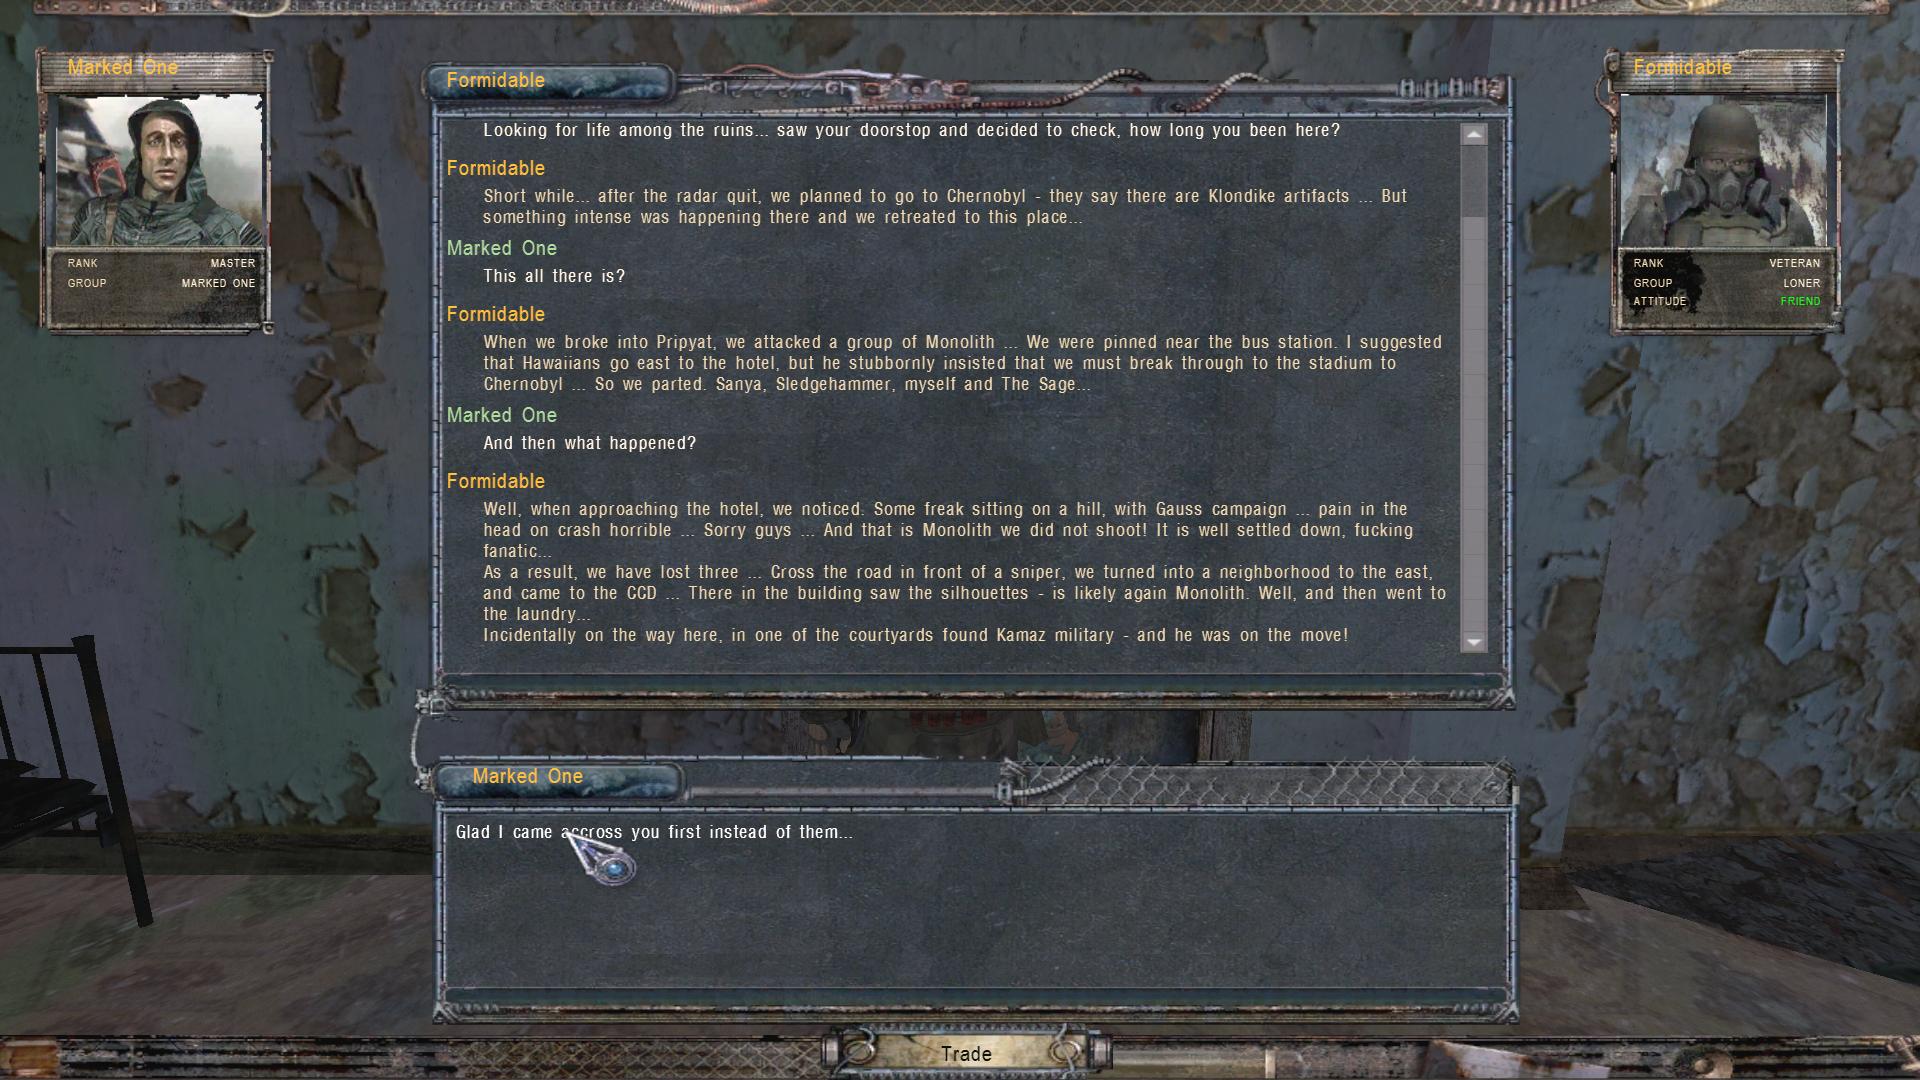 Marked One
RANK MASTER
GROUP MARKED ONE
Formidable
Looking for life among the ruins... saw your doorstop and decided to check, how long you been here?
Formidable
Short while... after the radar quit, we planned to go to Chernobyl - they say there are Klondike artifacts ... But
something intense was happening there and we retreated to this place...
Marked One
This all there is?
Formidable
When we broke into Pripyat, we attacked a group of Monolith ... We were pinned near the bus station. I suggested
that Hawaiians go east to the hotel, but he stubbornly insisted that we must break through to the stadium to
Chernobyl ... So we parted. Sanya, Sledgehammer, myself and The Sage...
Marked One
And then what happened?
Formidable
Well, when approaching the hotel, we noticed. Some freak sitting on a hill, with Gauss campaign ... pain in the
head on crash horrible ... Sorry guys ... And that is Monolith we did not shoot! It is well settled down, fucking
fanatic...
As a result, we have lost three ... Cross the road in front of a sniper, we turned into a neighborhood to the east,
and came to the CCD ... There in the building saw the silhouettes - is likely again Monolith. Well, and then went to
the laundry...
Incidentally on the way here, in one of the courtyards found Kamaz military - and he was on the move!
Formidable
RANK VETERAN
GROUP LONER
ATTITUDE FRIEND
Marked One
Glad I came accross you first instead of them...
Trade